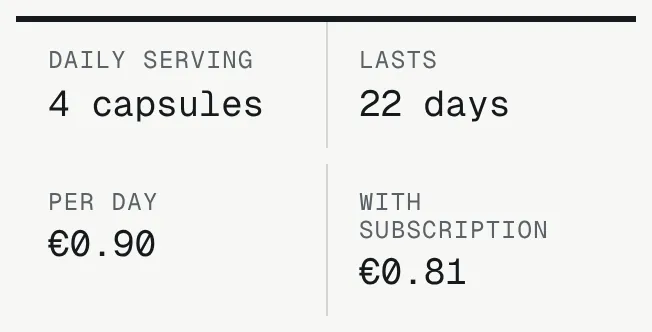 DAILY SERVING
4 capsules
LASTS
22 days
PER DAY
€0.90
WITH
SUBSCRIPTION
€0.81